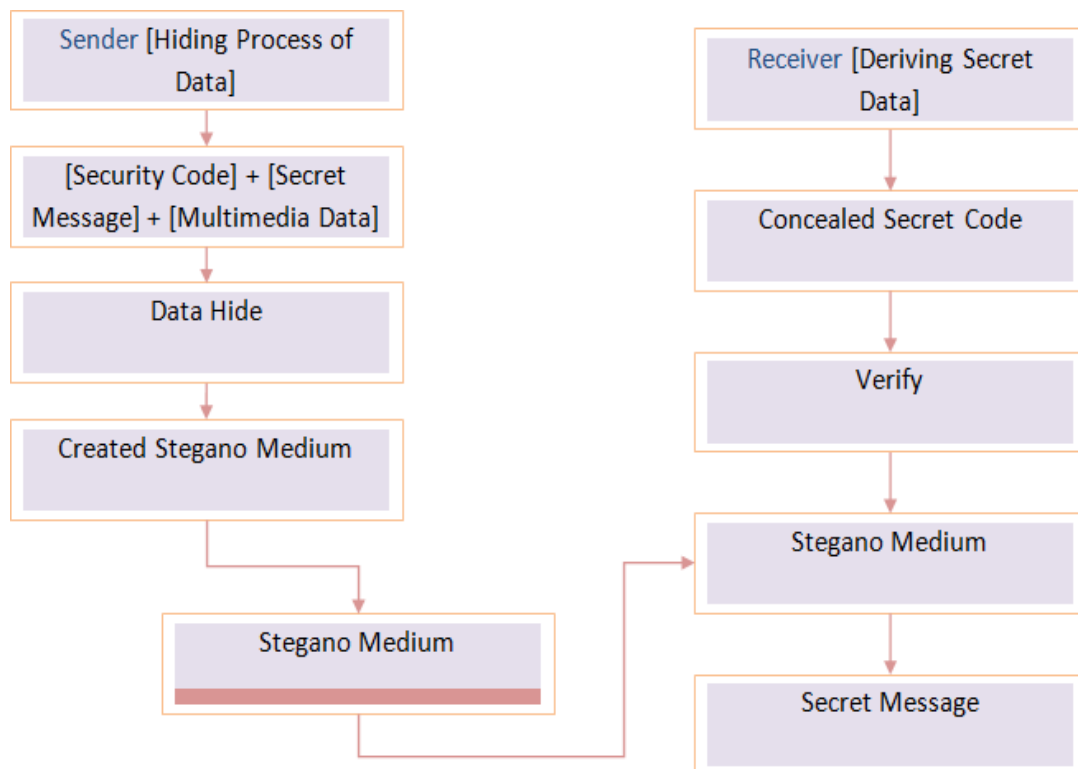 Sender [Hiding Process of
Data]
[Security Code] + [Secret
Message] + [Multimedia Data]
Data Hide
Created Stegano Medium
Stegano Medium
Receiver [Deriving Secret
Data]
Concealed Secret Code
Verify
Stegano Medium
Secret Message